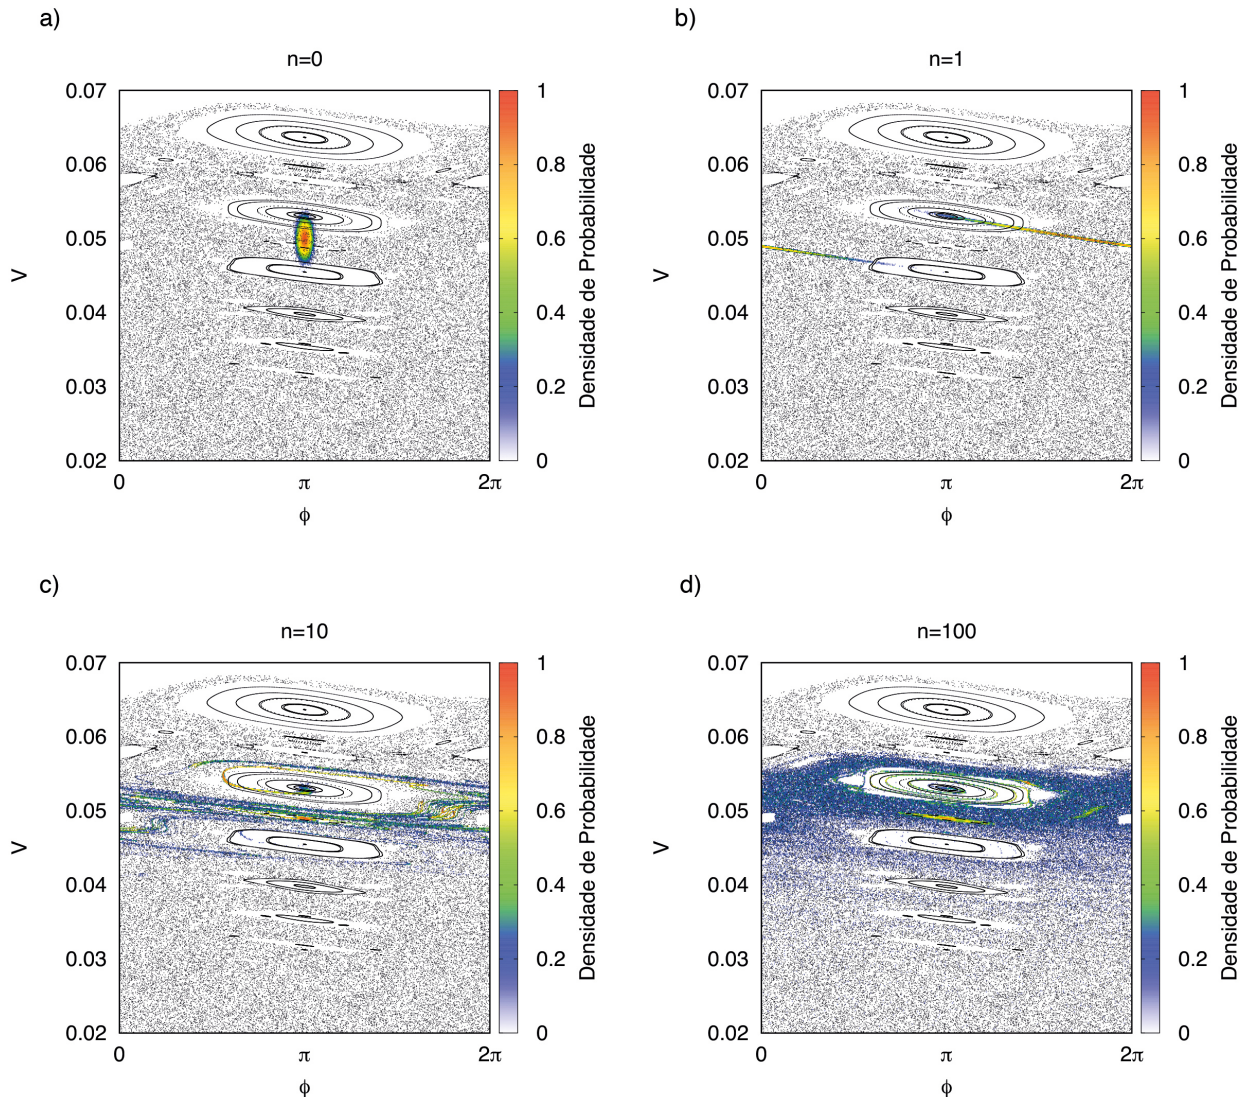 a)
n=0
0.07
0.06
0.05
0.04
0.03
0.02
V
0
π
2π
ϕ
1
0.8
0.6
0.4
0.2
0
Densidade de Probabilidade
b)
n=1
0.07
0.06
0.05
0.04
0.03
0.02
V
0
π
2π
ϕ
1
0.8
0.6
0.4
0.2
0
Densidade de Probabilidade
c)
n=10
0.07
0.06
0.05
0.04
0.03
0.02
V
0
π
2π
ϕ
1
0.8
0.6
0.4
0.2
0
Densidade de Probabilidade
d)
n=100
0.07
0.06
0.05
0.04
0.03
0.02
V
0
π
2π
ϕ
1
0.8
0.6
0.4
0.2
0
Densidade de Probabilidade